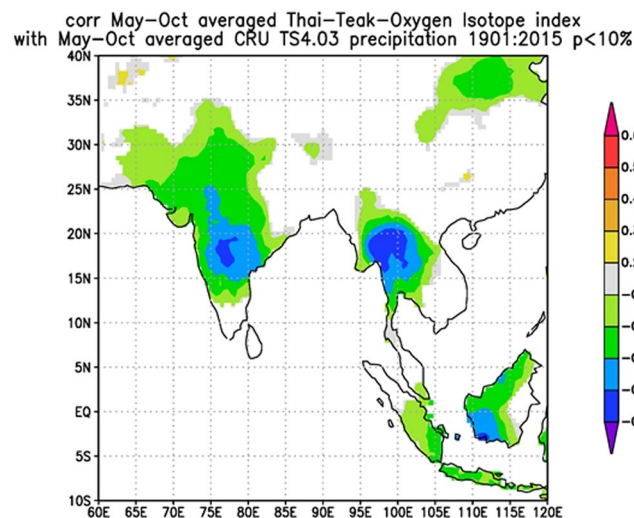 corr May-Oct averaged Thai-Teak-Oxygen Isotope index
with May-Oct averaged CRU TS4.03 precipitation 1901:2015 p<10%
40N
35N
30N
25N
20N
15N
10N
5N
EQ
5S
10S
60E 65E 70E 75E 80E 85E 90E 95E 100E 105E 110E 115E 120E